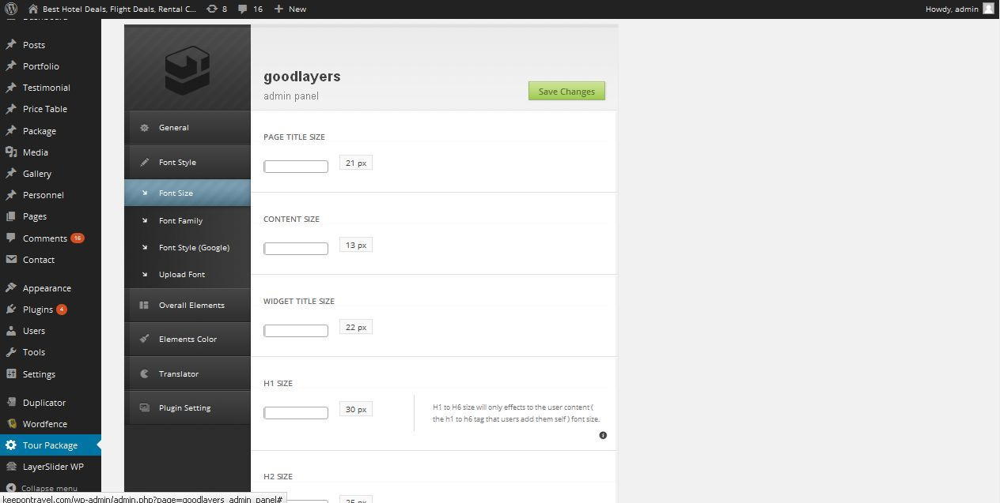 Best Hotel Deals, Flight Deals, Rental C...
8
16
New
Howdy, admin
Dashboard
Posts
Portfolio
Testimonial
Price Table
Package
Media
Gallery
Personnel
Pages
Comments 16
Contact
Appearance
Plugins 4
Users
Tools
Settings
Duplicator
Wordfence
Tour Package
LayerSlider WP
Collapse menu
keepontravel.com/wp-admin/admin.php?page=goodlayers_admin_panel#
General
Font Style
Font Size
Font Family
Font Style (Google)
Upload Font
Overall Elements
Elements Color
Translator
Plugin Setting
goodlayers
admin panel
Save Changes
PAGE TITLE SIZE
21 px
CONTENT SIZE
13 px
WIDGET TITLE SIZE
22 px
H1 SIZE
30 px
H1 to H6 size will only effects to the user content (
the h1 to h6 tag that users add them self ) font size.
H2 SIZE
25 px